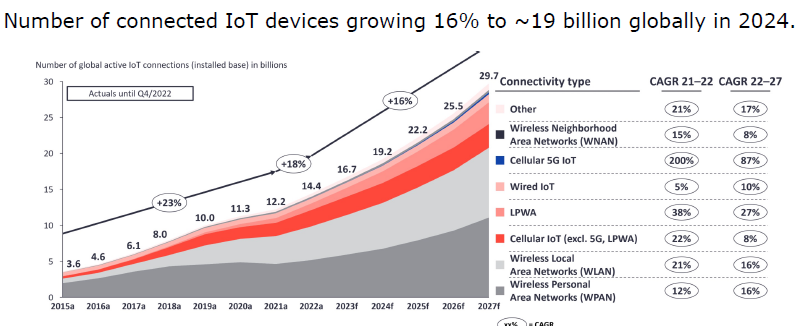 Number of connected IoT devices growing 16% to ~19 billion globally in 2024.
Number of global active IoT connections (installed base) in billions
Actuals until Q4/2022
30
25
20
15
10
5
0
3.6
4.6
6.1
8.0
10.0
11.3
12.2
14.4
16.7
19.2
22.2
25.5
29.7
+23%
+18%
+16%
2015a
2016a
2017a
2018a
2019a
2020a
2021a
2022a
2023f
2024f
2025f
2026f
2027f
Connectivity type CAGR 21–22 CAGR 22–27
Other 21% 17%
Wireless Neighborhood
Area Networks (WNAN) 15% 8%
Cellular 5G IoT 200% 87%
Wired IoT 5% 10%
LPWA 38% 27%
Cellular IoT (excl. 5G, LPWA) 22% 8%
Wireless Local
Area Networks (WLAN) 21% 16%
Wireless Personal
Area Networks (WPAN) 12% 16%
xx% = CAGR